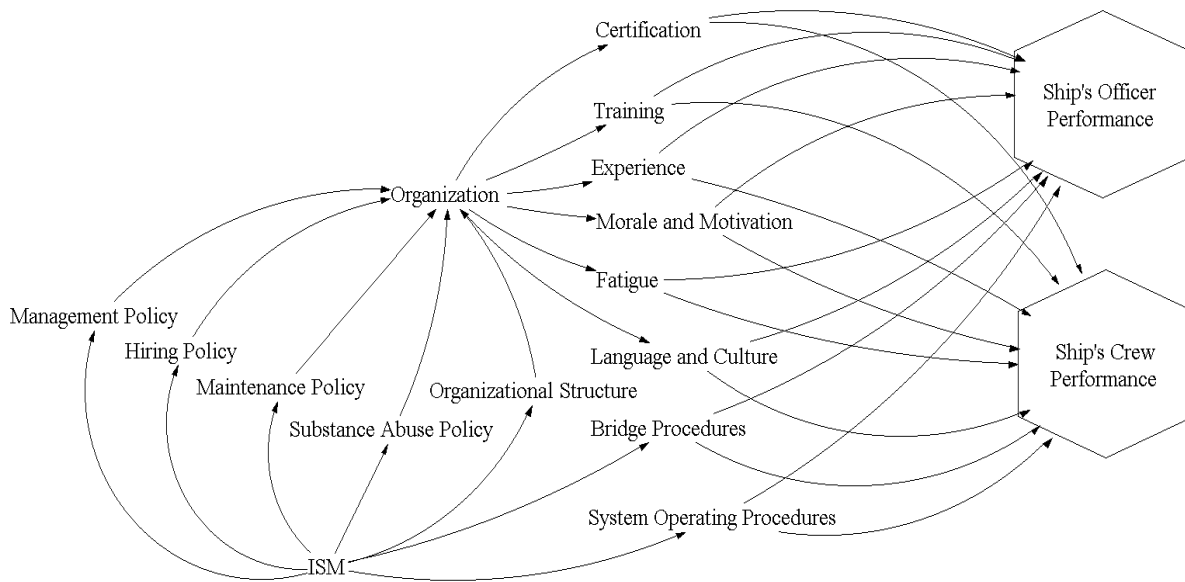 Certification
Ship's Officer
Performance
Training
Experience
Organization
Morale and Motivation
Fatigue
Management Policy
Hiring Policy
Language and Culture
Ship's Crew
Performance
Maintenance Policy
Organizational Structure
Substance Abuse Policy
Bridge Procedures
System Operating Procedures
ISM